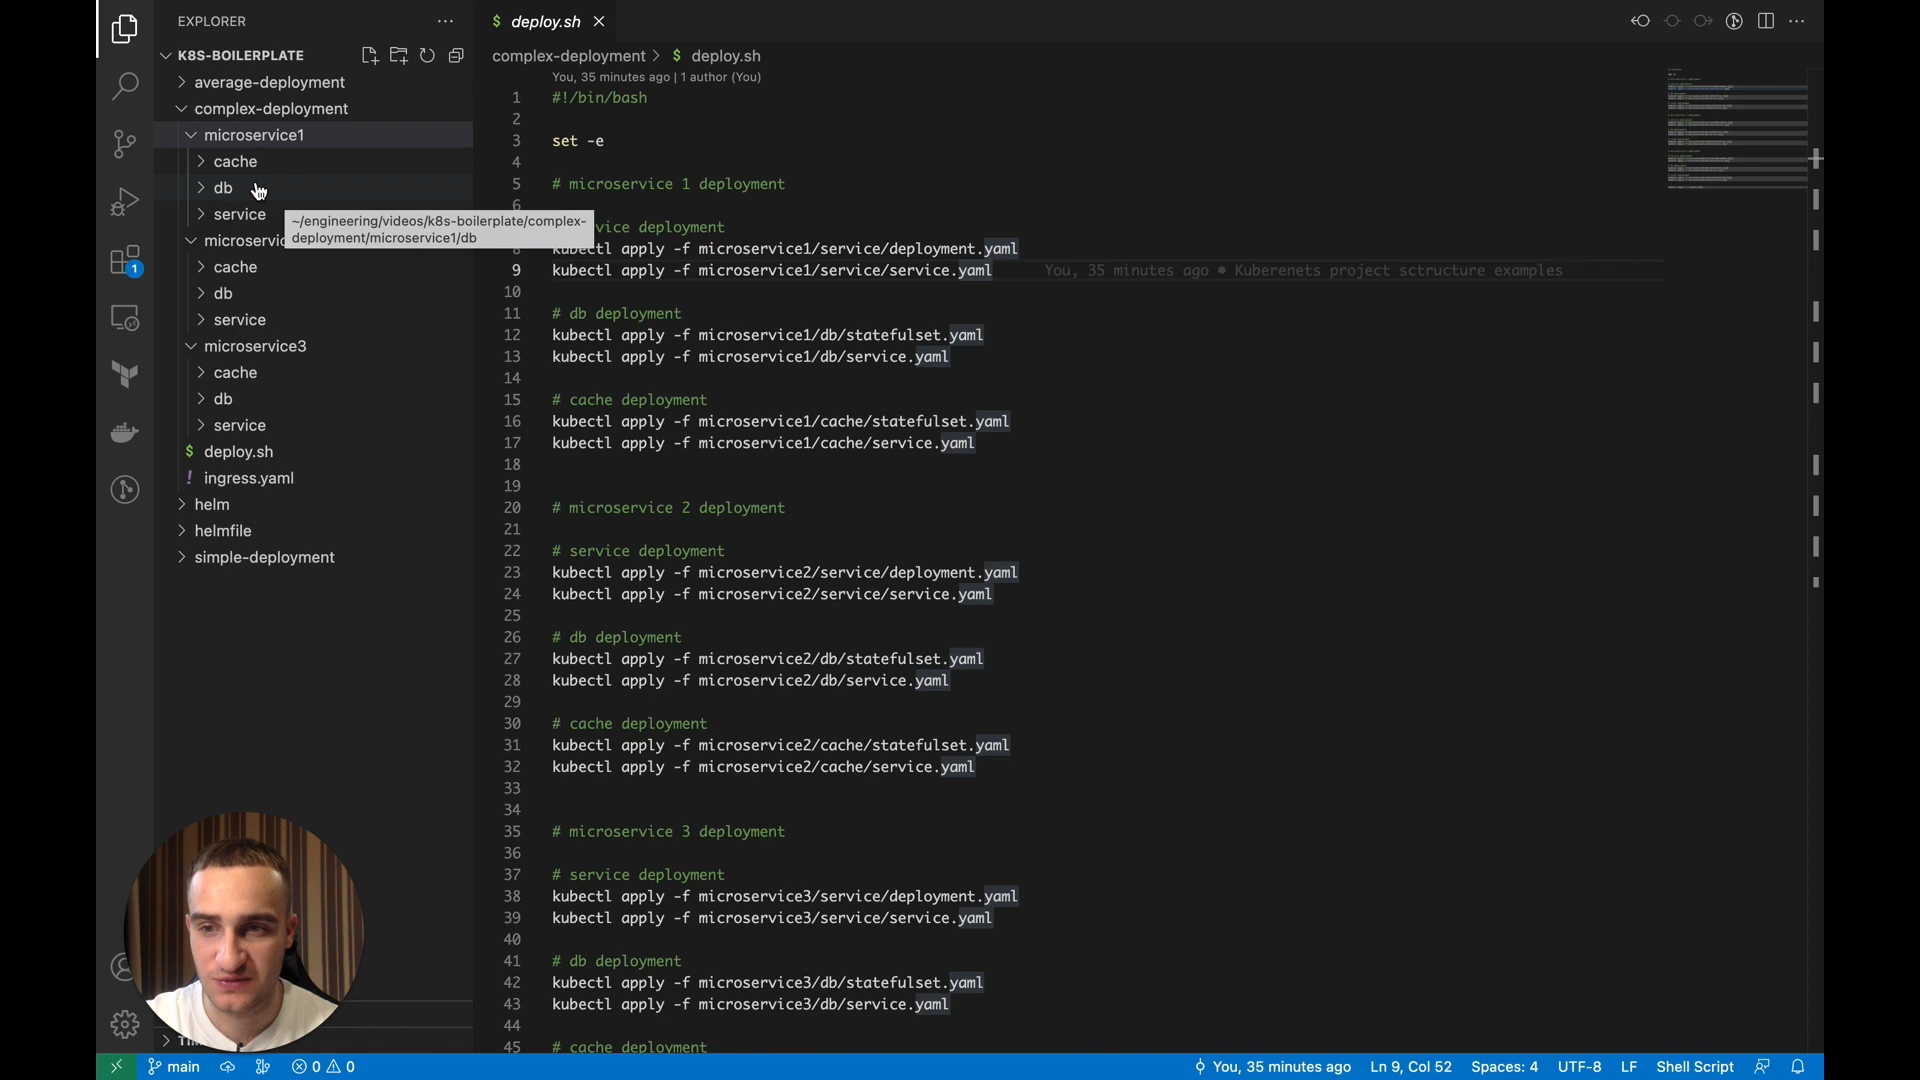 EXPLORER
K8S-BOILERPLATE
average-deployment
complex-deployment
microservice1
cache
db
service
~/engineering/videos/k8s-boilerplate/complex-
deployment/microservice1/db
cache
db
service
microservice3
cache
db
service
$ deploy.sh
! ingress.yaml
helm
helmfile
simple-deployment
$ deploy.sh
complex-deployment > $ deploy.sh
You, 35 minutes ago | 1 author (You)
1 #!/bin/bash
2
3 set -e
4
5 # microservice 1 deployment
6
deployment
8 kubectl apply -f microservice1/service/deployment.yaml
9 kubectl apply -f microservice1/service/service.yaml You, 35 minutes ago • Kuberenets project sctructure examples
10
11 # db deployment
12 kubectl apply -f microservice1/db/statefulset.yaml
13 kubectl apply -f microservice1/db/service.yaml
14
15 # cache deployment
16 kubectl apply -f microservice1/cache/statefulset.yaml
17 kubectl apply -f microservice1/cache/service.yaml
18
19
20 # microservice 2 deployment
21
22 # service deployment
23 kubectl apply -f microservice2/service/deployment.yaml
24 kubectl apply -f microservice2/service/service.yaml
25
26 # db deployment
27 kubectl apply -f microservice2/db/statefulset.yaml
28 kubectl apply -f microservice2/db/service.yaml
29
30 # cache deployment
31 kubectl apply -f microservice2/cache/statefulset.yaml
32 kubectl apply -f microservice2/cache/service.yaml
33
34
35 # microservice 3 deployment
36
37 # service deployment
38 kubectl apply -f microservice3/service/deployment.yaml
39 kubectl apply -f microservice3/service/service.yaml
40
41 # db deployment
42 kubectl apply -f microservice3/db/statefulset.yaml
43 kubectl apply -f microservice3/db/service.yaml
44
45 # cache deployment
1
main
0 0
You, 35 minutes ago
Ln 9, Col 52
Spaces: 4
UTF-8
LF
Shell Script